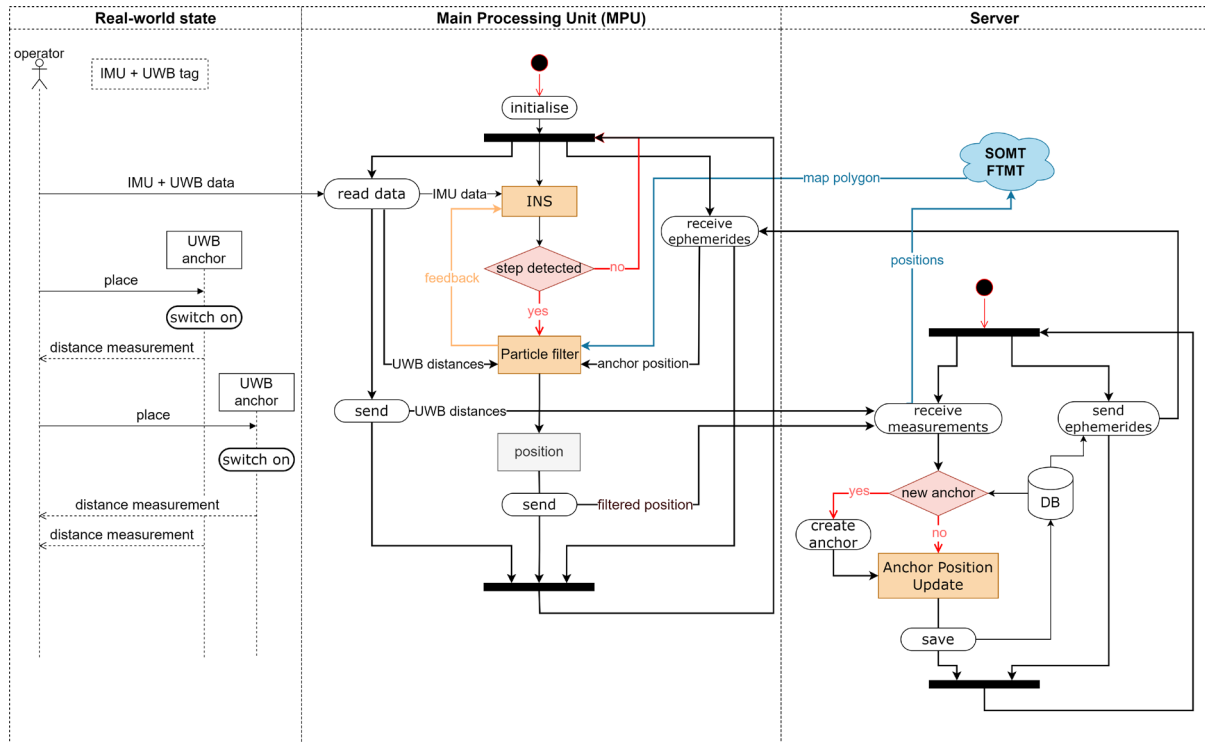 Real-world state
Main Processing Unit (MPU)
Server
operator
IMU + UWB tag
initialise
SOMT
FTMT
IMU + UWB data
read data
IMU data
INS
map polygon
receive
ephemerides
UWB
anchor
step detected
no
feedback
positions
place
switch on
yes
distance measurement
Particle filter
UWB distances
anchor position
UWB
anchor
place
send
UWB distances
receive
measurements
send
ephemerides
switch on
position
yes
new anchor
DB
distance measurement
send
filtered position
create
anchor
no
distance measurement
Anchor Position
Update
save